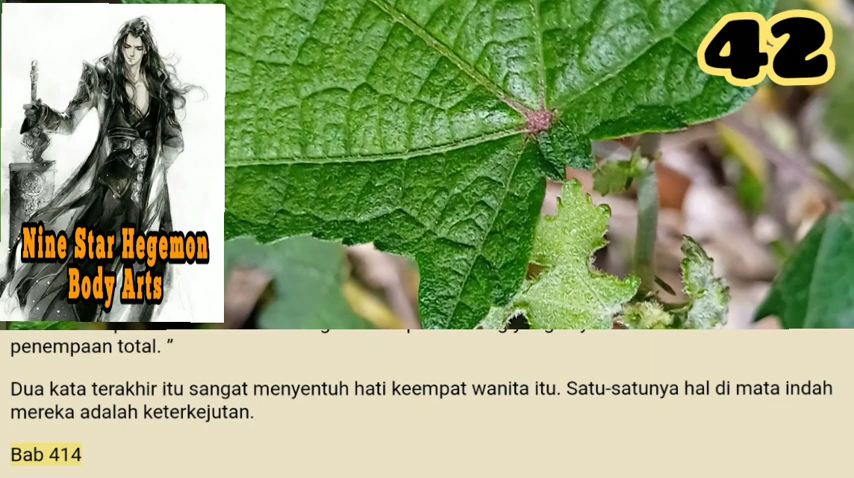 42
Nine Star Hegemon
Body Arts
penempaan total. ”
Dua kata terakhir itu sangat menyentuh hati keempat wanita itu. Satu-satunya hal di mata indah
mereka adalah keterkejutan.
Bab 414